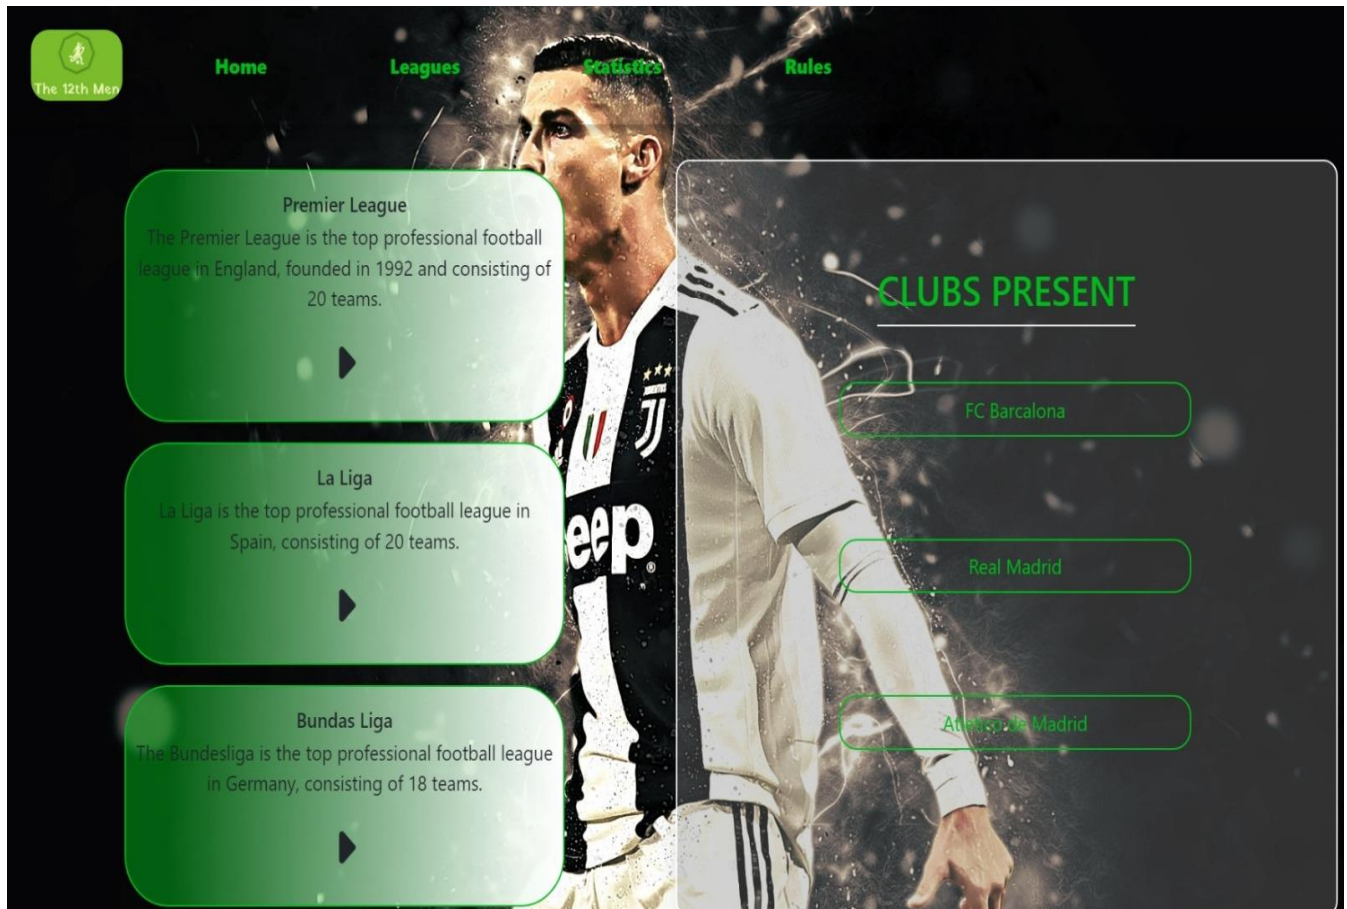 The 12th Men
Home Leagues Statistics Rules
Premier League
The Premier League is the top professional football
league in England, founded in 1992 and consisting of
20 teams.
La Liga
La Liga is the top professional football league in
Spain, consisting of 20 teams.
Bundas Liga
The Bundesliga is the top professional football league
in Germany, consisting of 18 teams.
CLUBS PRESENT
FC Barcalona
Real Madrid
Atletico de Madrid
JUVENTUS
Jeep